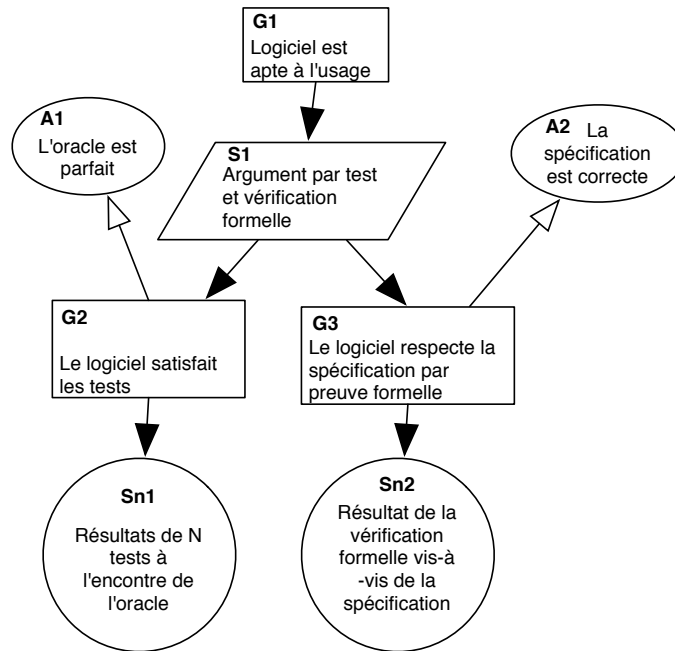 G1
Logiciel est
apte à l'usage
A1
L'oracle est
parfait
S1
Argument par test
et vérification
formelle
A2 La
spécification
est correcte
G2
Le logiciel satisfait
les tests
G3
Le logiciel respecte la
spécification par
preuve formelle
Sn1
Résultats de N
tests à
l'encontre de
l'oracle
Sn2
Résultat de la
vérification
formelle vis-à
-vis de la
spécification